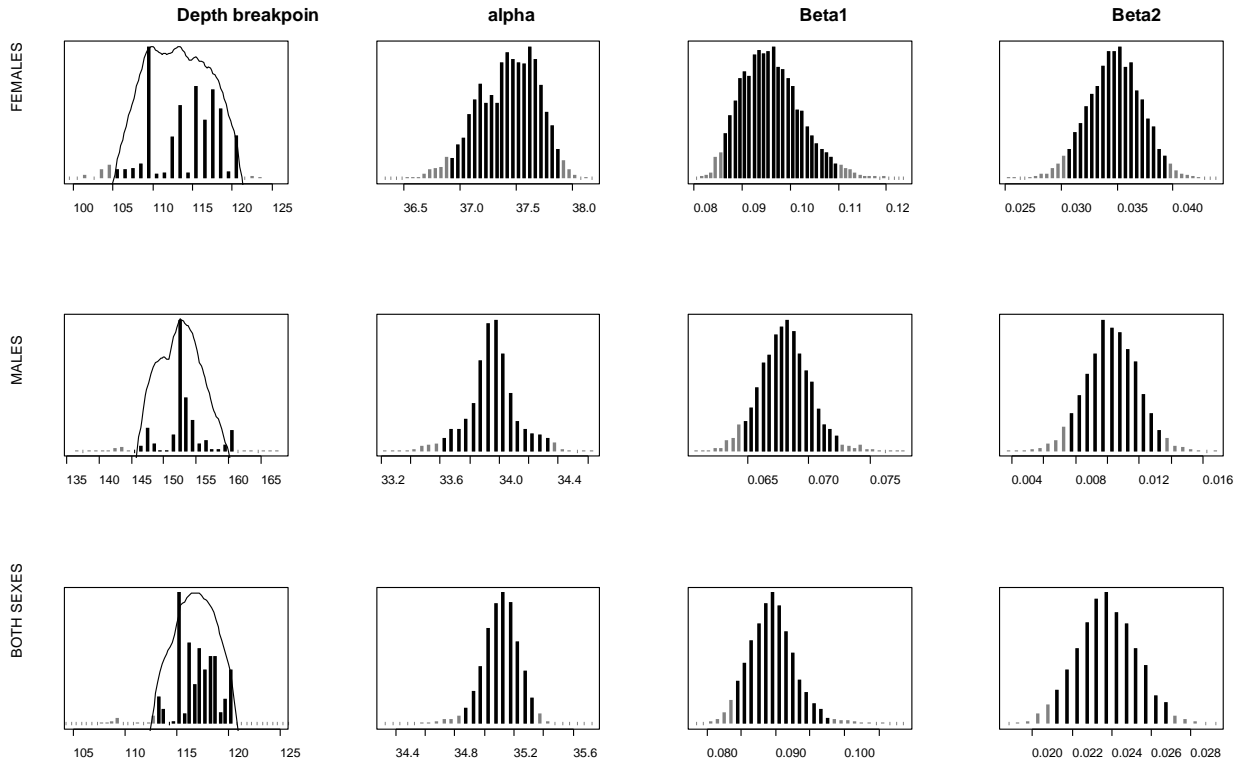 Depth breakpoin alpha Beta1 Beta2
FEMALES
100 105 110 115 120 125 36.5 37.0 37.5 38.0 0.08 0.09 0.10 0.11 0.12 0.025 0.030 0.035 0.040
MALES
135 140 145 150 155 160 165 33.2 33.6 34.0 34.4 0.065 0.070 0.075 0.004 0.008 0.012 0.016
BOTH SEXES
105 110 115 120 125 34.4 34.8 35.2 35.6 0.080 0.090 0.100 0.020 0.022 0.024 0.026 0.028